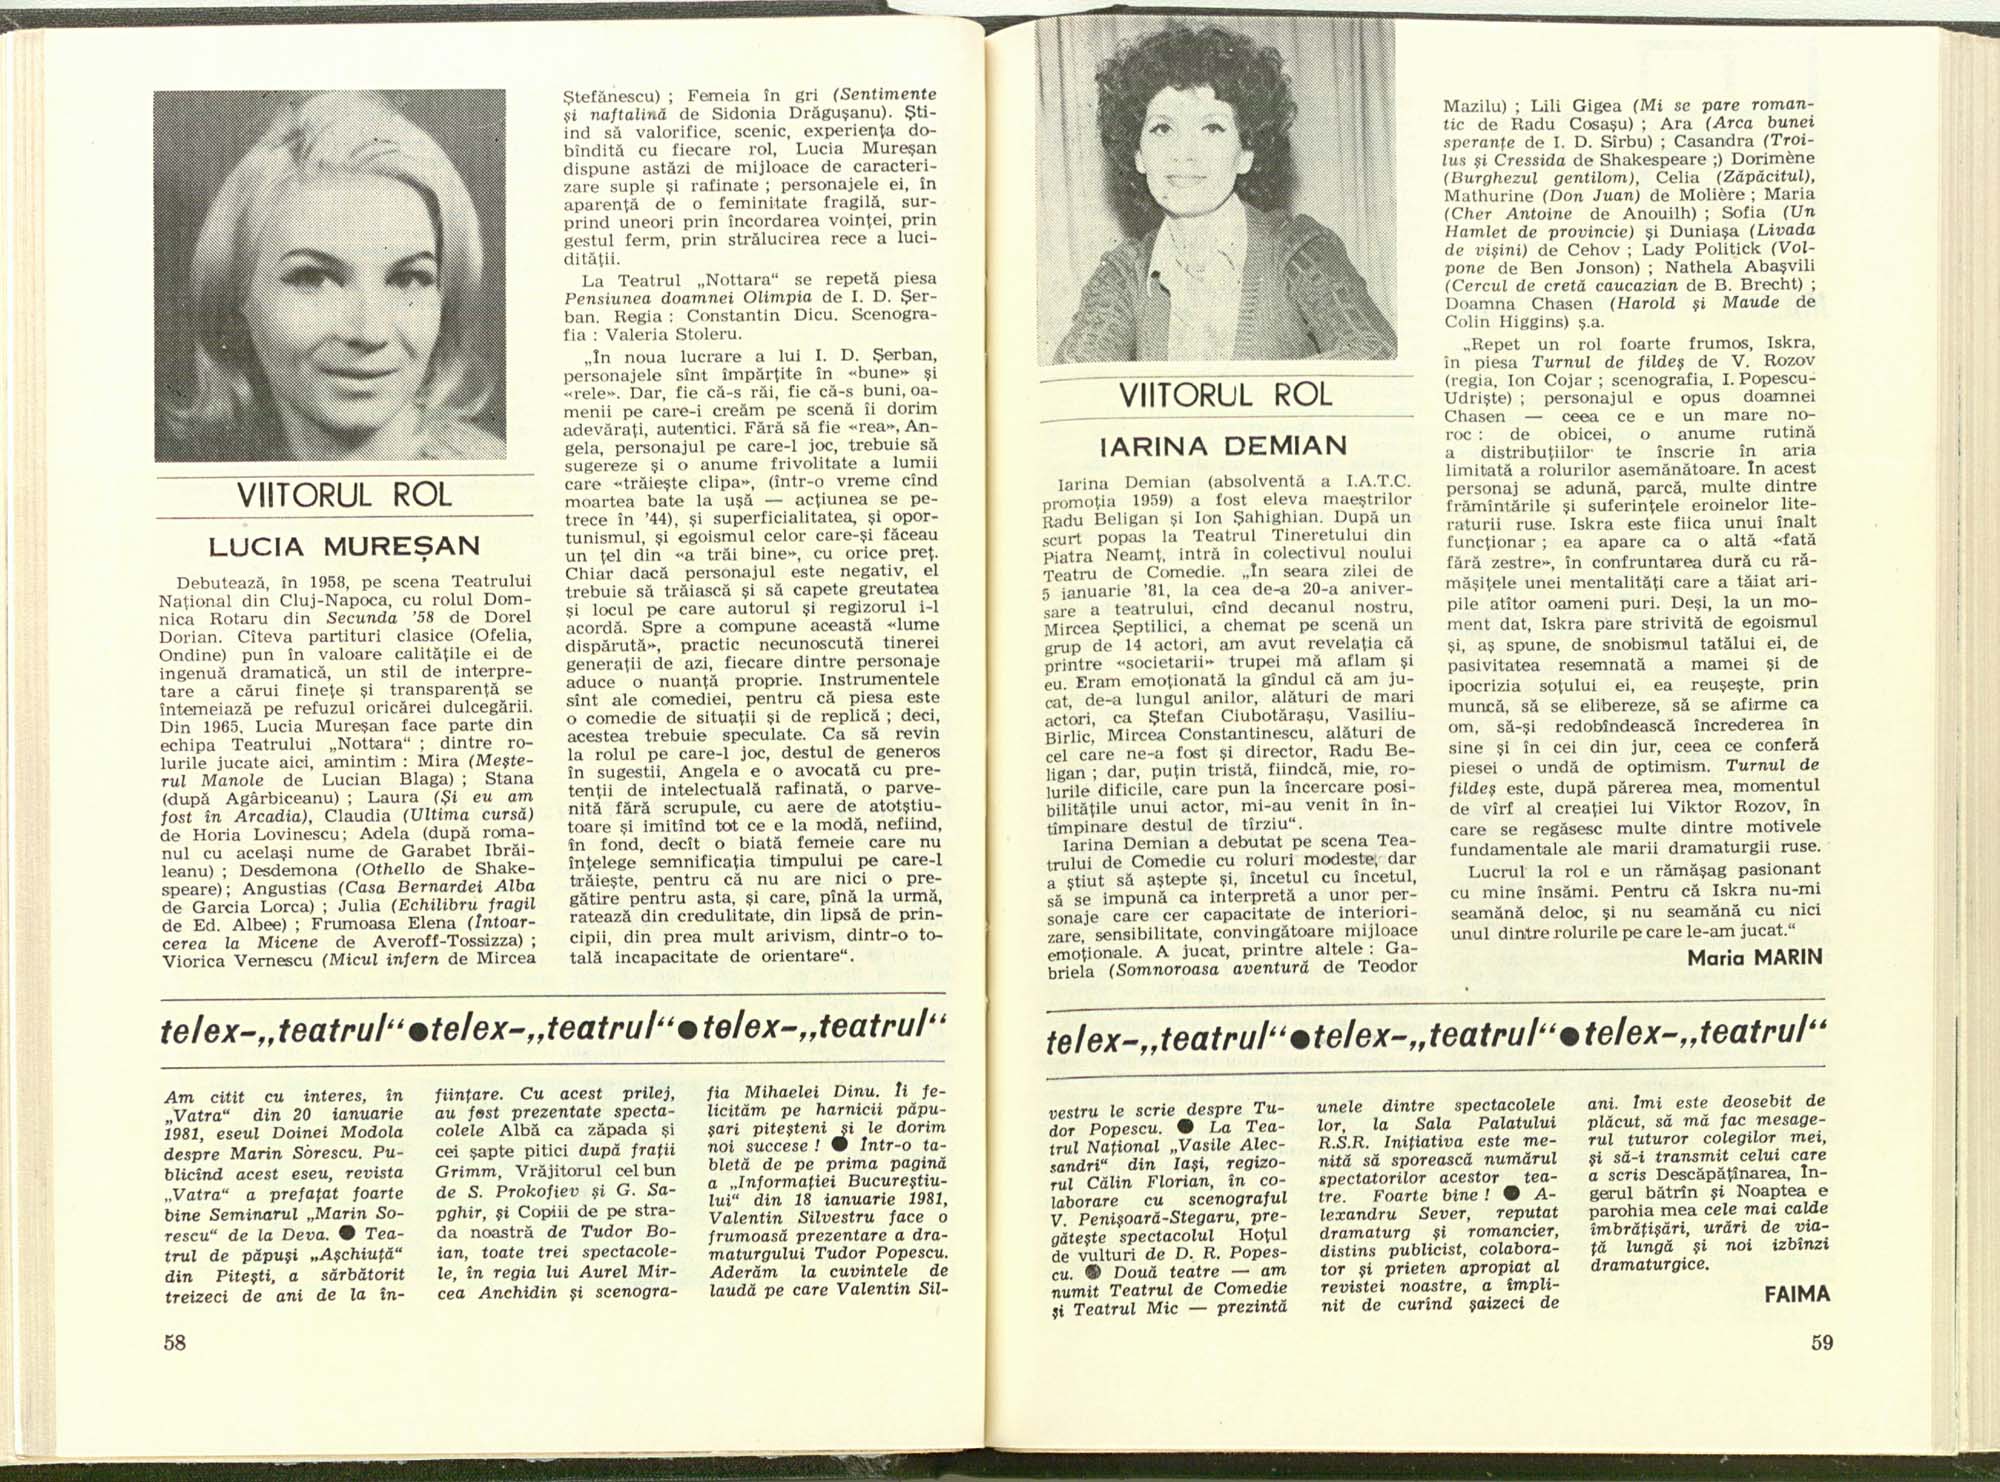 VIITORUL ROL
LUCIA MUREȘAN
Debutează, în 1958, pe scena Teatrului
Național din Cluj-Napoca, cu rolul Dom-
nica Rotaru din Secunda '58 de Dorel
Dorian. Cîteva partituri clasice (Ofelia,
Ondine) pun în valoare calitățile ei de
ingenuă dramatică, un stil de interpre-
tare a cărui finețe și transparență se
întemeiază pe refuzul oricărei dulcegării.
Din 1965, Lucia Mureșan face parte din
echipa Teatrului „Nottara“ ; dintre ro-
lurile jucate aici, amintim : Mira (Mește-
rul Manole de Lucian Blaga) ; Stana
(după Agârbiceanu) ; Laura (Și eu am
fost în Arcadia), Claudia (Ultima cursă)
de Horia Lovinescu; Adela (după roma-
nul cu același nume de Garabet Ibrăi-
leanu) ; Desdemona (Othello de Shake-
speare) ; Angustias (Casa Bernardei Alba
de Garcia Lorca) ; Julia (Echilibru fragil
de Ed. Albee) ; Frumoasa Elena (Întoar-
cerea la Micene de Averoff-Tossizza) ;
Viorica Vernescu (Micul infern de Mircea
Ștefănescu) ; Femeia în gri (Sentimente
și naftalină de Sidonia Drăgușanu). Ști-
ind să valorifice, scenic, experiența do-
bîndită cu fiecare rol, Lucia Mureșan
dispune astăzi de mijloace de caracteri-
zare suple și rafinate ; personajele ei, în
aparență de o feminitate fragilă, sur-
prind uneori prin încordarea voinței, prin
gestul ferm, prin strălucirea rece a luci-
dității.
La Teatrul „Nottara“ se repetă piesa
Pensiunea doamnei Olimpia de I. D. Șer-
ban. Regia : Constantin Dicu. Scenogra-
fia : Valeria Stoleru.
„În noua lucrare a lui I. D. Șerban,
personajele sînt împărțite în «bune» și
«rele». Dar, fie că-s răi, fie că-s buni, oa-
menii pe care-i creăm pe scenă îi dorim
adevărați, autentici. Fără să fie «rea», An-
gela, personajul pe care-l joc, trebuie să
sugereze și o anume frivolitate a lumii
care «trăiește clipa», (într-o vreme cînd
moartea bate la ușă — acțiunea se pe-
trece în '44), și superficialitatea, și opor-
tunismul, și egoismul celor care-și făceau
un țel din «a trăi bine», cu orice preț.
Chiar dacă personajul este negativ, el
trebuie să trăiască și să capete greutatea
și locul pe care autorul și regizorul i-l
acordă. Spre a compune această «lume
dispărută», practic necunoscută tinerei
generații de azi, fiecare dintre personaje
aduce o nuanță proprie. Instrumentele
sînt ale comediei, pentru că piesa este
o comedie de situații și de replică ; deci,
acestea trebuie speculate. Ca să revin
la rolul pe care-l joc, destul de generos
în sugestii, Angela e o avocată cu pre-
tenții de intelectuală rafinată, o parve-
nită fără scrupule, cu aere de atotștiu-
toare și imitînd tot ce e la modă, nefiind,
în fond, decît o biată femeie care nu
înțelege semnificația timpului pe care-l
trăiește, pentru că nu are nici o pre-
gătire pentru asta, și care, pînă la urmă,
ratează din credulitate, din lipsă de prin-
cipii, din prea mult arivism, dintr-o to-
tală incapacitate de orientare“.
telex-„teatrul“●telex-„teatrul“●telex-„teatrul“
Am citit cu interes, în
„Vatra“ din 20 ianuarie
1981, eseul Doinei Modola
despre Marin Sorescu. Pu-
blicînd acest eseu, revista
„Vatra“ a prefațat foarte
bine Seminarul „Marin So-
rescu“ de la Deva. ● Tea-
trul de păpuși „Așchiuță“
din Pitești, a sărbătorit
treizeci de ani de la în-
ființare. Cu acest prilej,
au fost prezentate specta-
colele Albă ca zăpada și
cei șapte pitici după frații
Grimm, Vrăjitorul cel bun
de S. Prokofiev și G. Sa-
pghir, și Copiii de pe stra-
da noastră de Tudor Bo-
ian, toate trei spectacole-
le, în regia lui Aurel Mir-
cea Anchidin și scenogra-
fia Mihaelei Dinu. Îi fe-
licităm pe harnicii păpu-
șari piteșteni și le dorim
noi succese ! ● Într-o ta-
bletă de pe prima pagină
a „Informației Bucureștiu-
lui“ din 18 ianuarie 1981,
Valentin Silvestru face o
frumoasă prezentare a dra-
maturgului Tudor Popescu.
Aderăm la cuvintele de
laudă pe care Valentin Sil-
58
VIITORUL ROL
IARINA DEMIAN
Iarina Demian (absolventă a I.A.T.C.
promoția 1959) a fost eleva maeștrilor
Radu Beligan și Ion Șahighian. După un
scurt popas la Teatrul Tineretului din
Piatra Neamț, intră în colectivul noului
Teatru de Comedie. „În seara zilei de
5 ianuarie '81, la cea de-a 20-a aniver-
sare a teatrului, cînd decanul nostru,
Mircea Șeptilici, a chemat pe scenă un
grup de 14 actori, am avut revelația că
printre «societarii» trupei mă aflam și
eu. Eram emoționată la gîndul că am ju-
cat, de-a lungul anilor, alături de mari
actori, ca Ștefan Ciubotărașu, Vasiliu-
Birlic, Mircea Constantinescu, alături de
cel care ne-a fost și director, Radu Be-
ligan ; dar, puțin tristă, fiindcă, mie, ro-
lurile dificile, care pun la încercare posi-
bilitățile unui actor, mi-au venit în în-
tîmpinare destul de tîrziu“.
Iarina Demian a debutat pe scena Tea-
trului de Comedie cu roluri modeste, dar
a știut să aștepte și, încetul cu încetul,
să se impună ca interpretă a unor per-
sonaje care cer capacitate de interiori-
zare, sensibilitate, convingătoare mijloace
emoționale. A jucat, printre altele : Ga-
briela (Somnoroasa aventură de Teodor
Mazilu) ; Lili Gigea (Mi se pare roman-
tic de Radu Cosașu) ; Ara (Arca bunei
speranțe de I. D. Sîrbu) ; Casandra (Troi-
lus și Cressida de Shakespeare ;) Dorimène
(Burghezul gentilom), Celia (Zăpăcitul),
Mathurine (Don Juan) de Molière ; Maria
(Cher Antoine de Anouilh) ; Sofia (Un
Hamlet de provincie) și Duniașa (Livada
de vișini) de Cehov ; Lady Politick (Vol-
pone de Ben Jonson) ; Nathela Abașvili
(Cercul de cretă caucazian de B. Brecht) ;
Doamna Chasen (Harold și Maude de
Colin Higgins) ș.a.
„Repet un rol foarte frumos, Iskra,
în piesa Turnul de fildeș de V. Rozov
(regia, Ion Cojar ; scenografia, I. Popescu-
Udriște) ; personajul e opus doamnei
Chasen — ceea ce e un mare no-
roc : de obicei, o anume rutină
a distribuțiilor te înscrie în aria
limitată a rolurilor asemănătoare. În acest
personaj se adună, parcă, multe dintre
frămîntările și suferințele eroinelor lite-
raturii ruse. Iskra este fiica unui înalt
funcționar ; ea apare ca o altă «fată
fără zestre», în confruntarea dură cu ră-
mășițele unei mentalități care a tăiat ari-
pile atîtor oameni puri. Deși, la un mo-
ment dat, Iskra pare strivită de egoismul
și, aș spune, de snobismul tatălui ei, de
pasivitatea resemnată a mamei și de
ipocrizia soțului ei, ea reușește, prin
muncă, să se elibereze, să se afirme ca
om, să-și redobîndească încrederea în
sine și în cei din jur, ceea ce conferă
piesei o undă de optimism. Turnul de
fildeș este, după părerea mea, momentul
de vîrf al creației lui Viktor Rozov, în
care se regăsesc multe dintre motivele
fundamentale ale marii dramaturgii ruse.
Lucrul la rol e un rămășag pasionant
cu mine însămi. Pentru că Iskra nu-mi
seamănă deloc, și nu seamănă cu nici
unul dintre rolurile pe care le-am jucat.“
Maria MARIN
telex-„teatrul“●telex-„teatrul“●telex-„teatrul“
vestru le scrie despre Tu-
dor Popescu. ● La Tea-
trul Național „Vasile Alec-
sandri“ din Iași, regizo-
rul Călin Florian, în co-
laborare cu scenograful
V. Penișoară-Stegaru, pre-
gătește spectacolul Hoțul
de vulturi de D. R. Popes-
cu. ● Două teatre — am
numit Teatrul de Comedie
și Teatrul Mic — prezintă
unele dintre spectacolele
lor, la Sala Palatului
R.S.R. Inițiativa este me-
nită să sporească numărul
spectatorilor acestor tea-
tre. Foarte bine ! ● A-
lexandru Sever, reputat
dramaturg și romancier,
distins publicist, colabora-
tor și prieten apropiat al
revistei noastre, a împli-
nit de curînd șaizeci de
ani. Îmi este deosebit de
plăcut, să mă fac mesage-
rul tuturor colegilor mei,
și să-i transmit celui care
a scris Descăpățînarea, În-
gerul bătrîn și Noaptea e
parohia mea cele mai calde
îmbrățișări, urări de via-
ță lungă și noi izbînzi
dramaturgice.
FAIMA
59